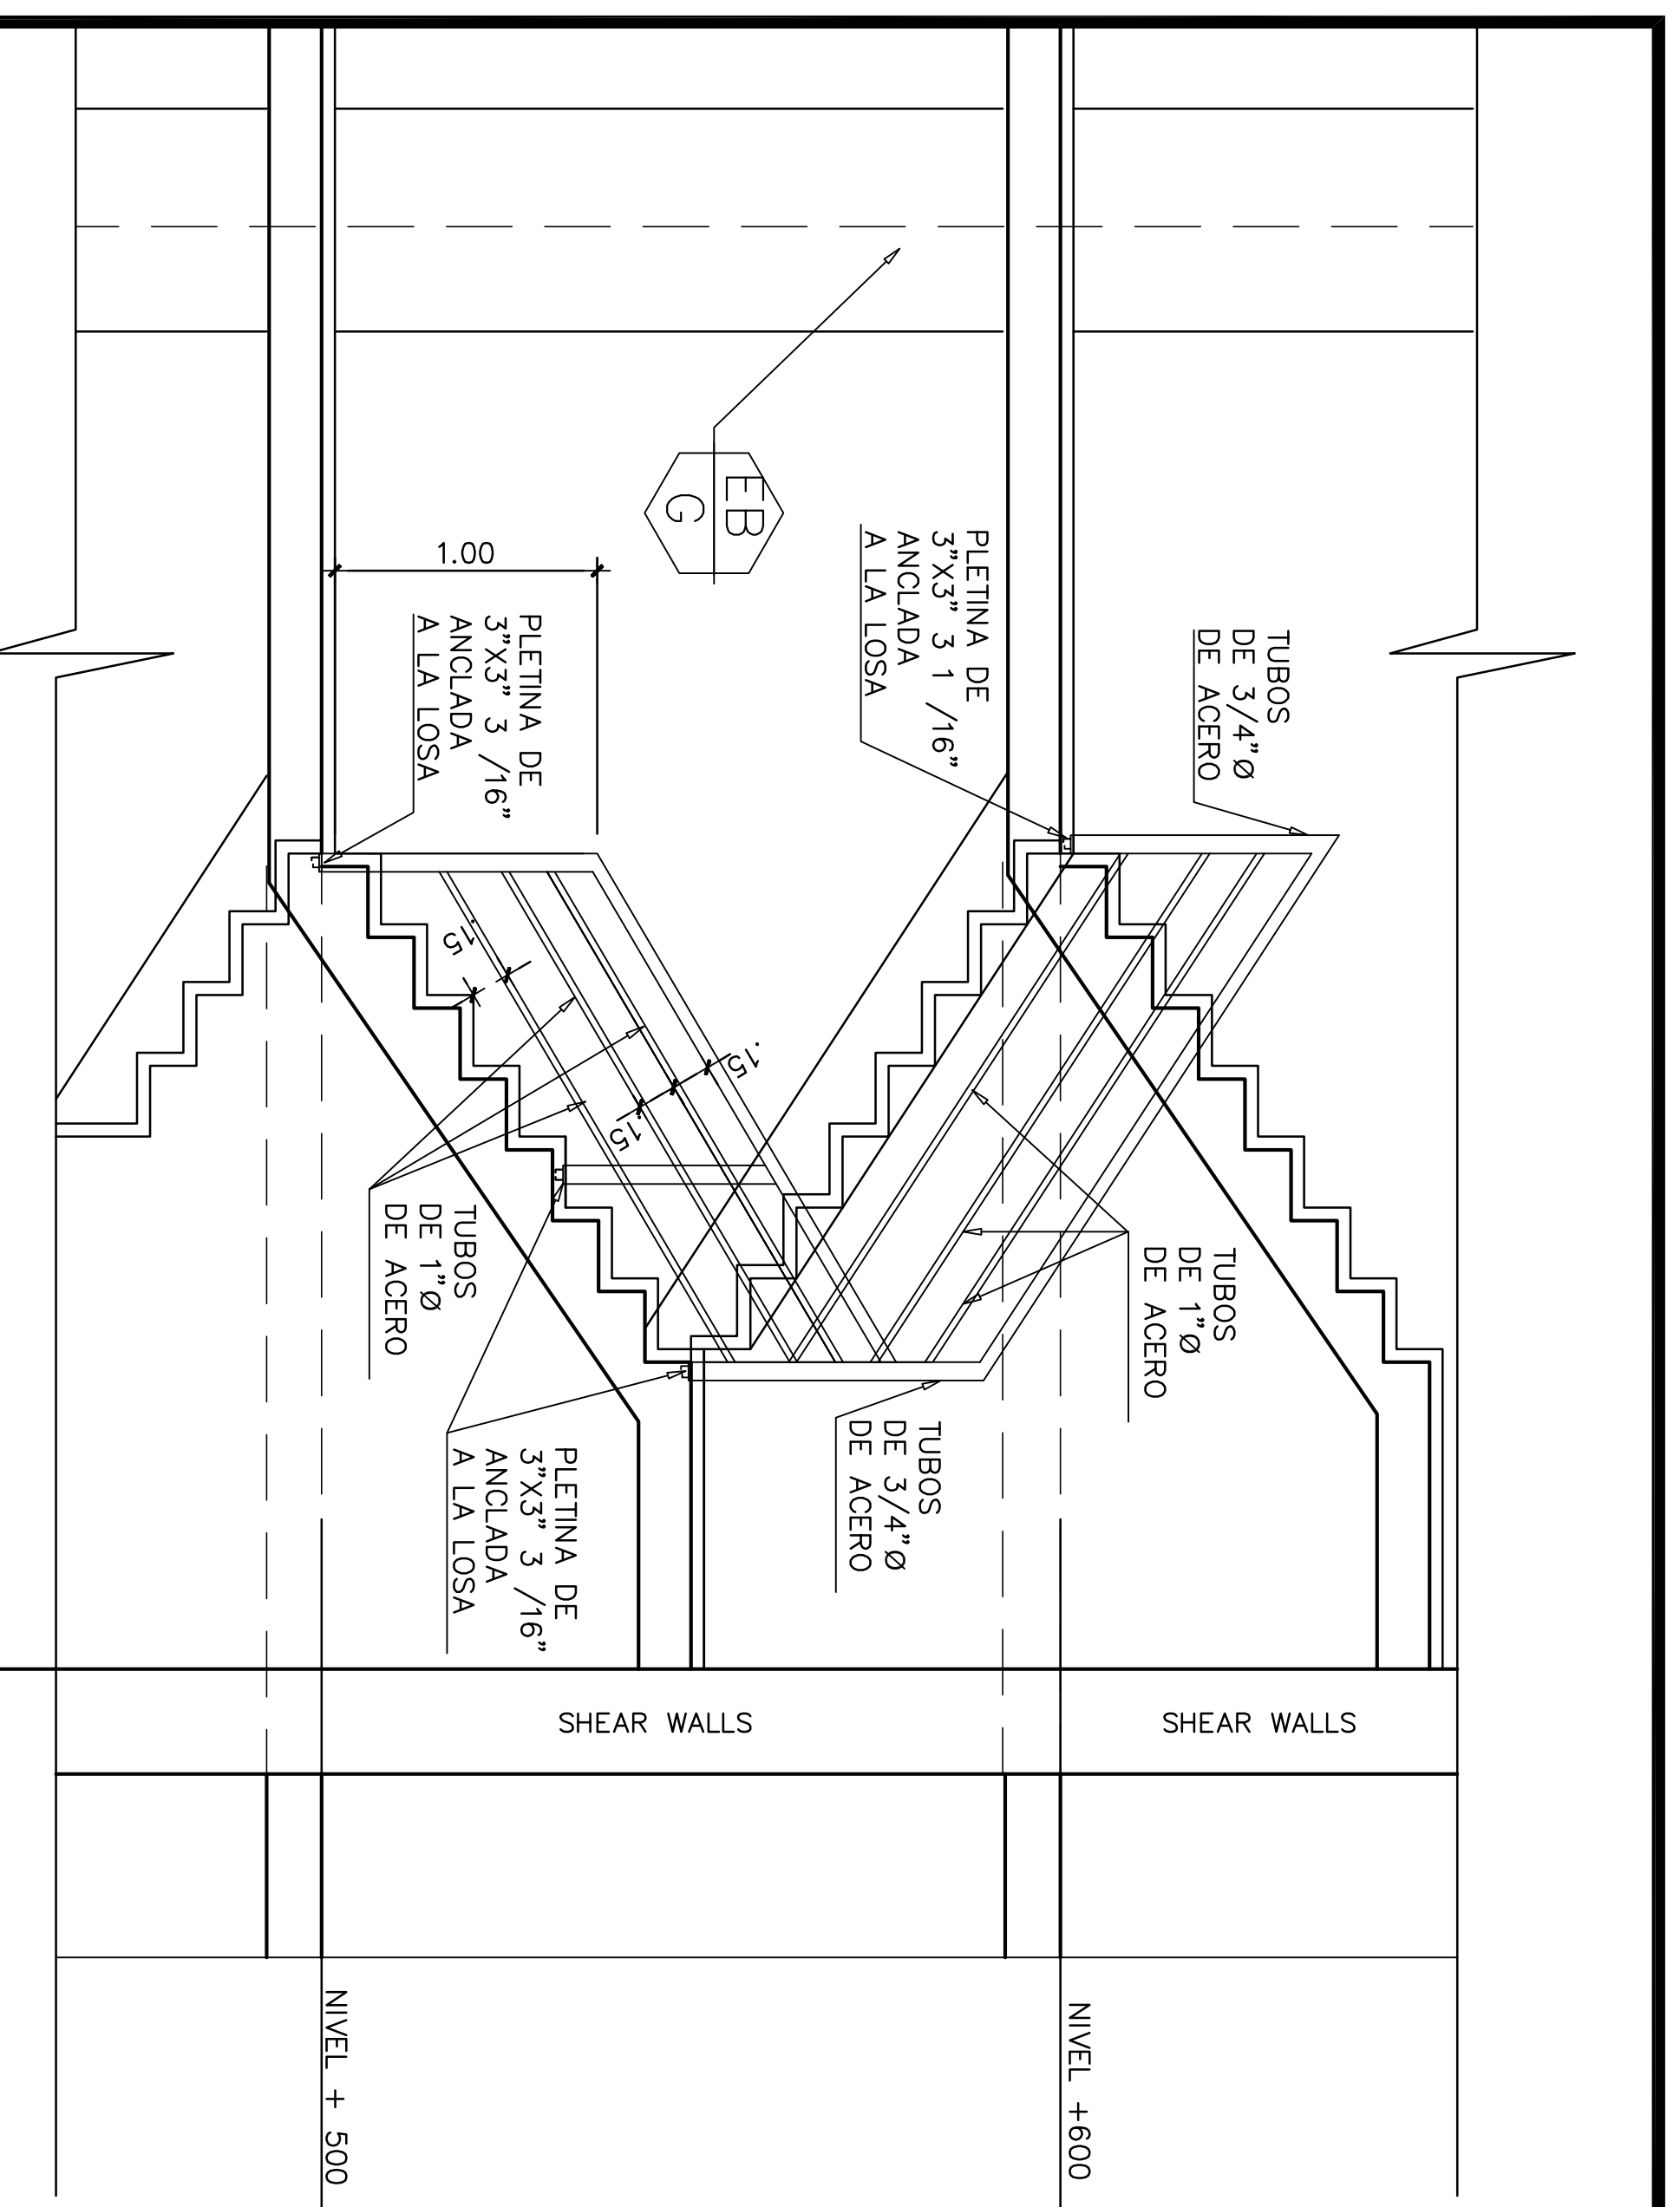 TUBOS
DE 3/4"Ø
DE ACERO
PLETINA DE
3"X3" 3 1 /16"
ANCLADA
A LA LOSA
EB
G
1.00
PLETINA DE
3"X3" 3 /16"
ANCLADA
A LA LOSA
.15
.15
.15
TUBOS
DE 1"Ø
DE ACERO
TUBOS
DE 1"Ø
DE ACERO
TUBOS
DE 3/4"Ø
DE ACERO
PLETINA DE
3"X3" 3 /16"
ANCLADA
A LA LOSA
SHEAR WALLS
SHEAR WALLS
NIVEL +600
NIVEL + 500